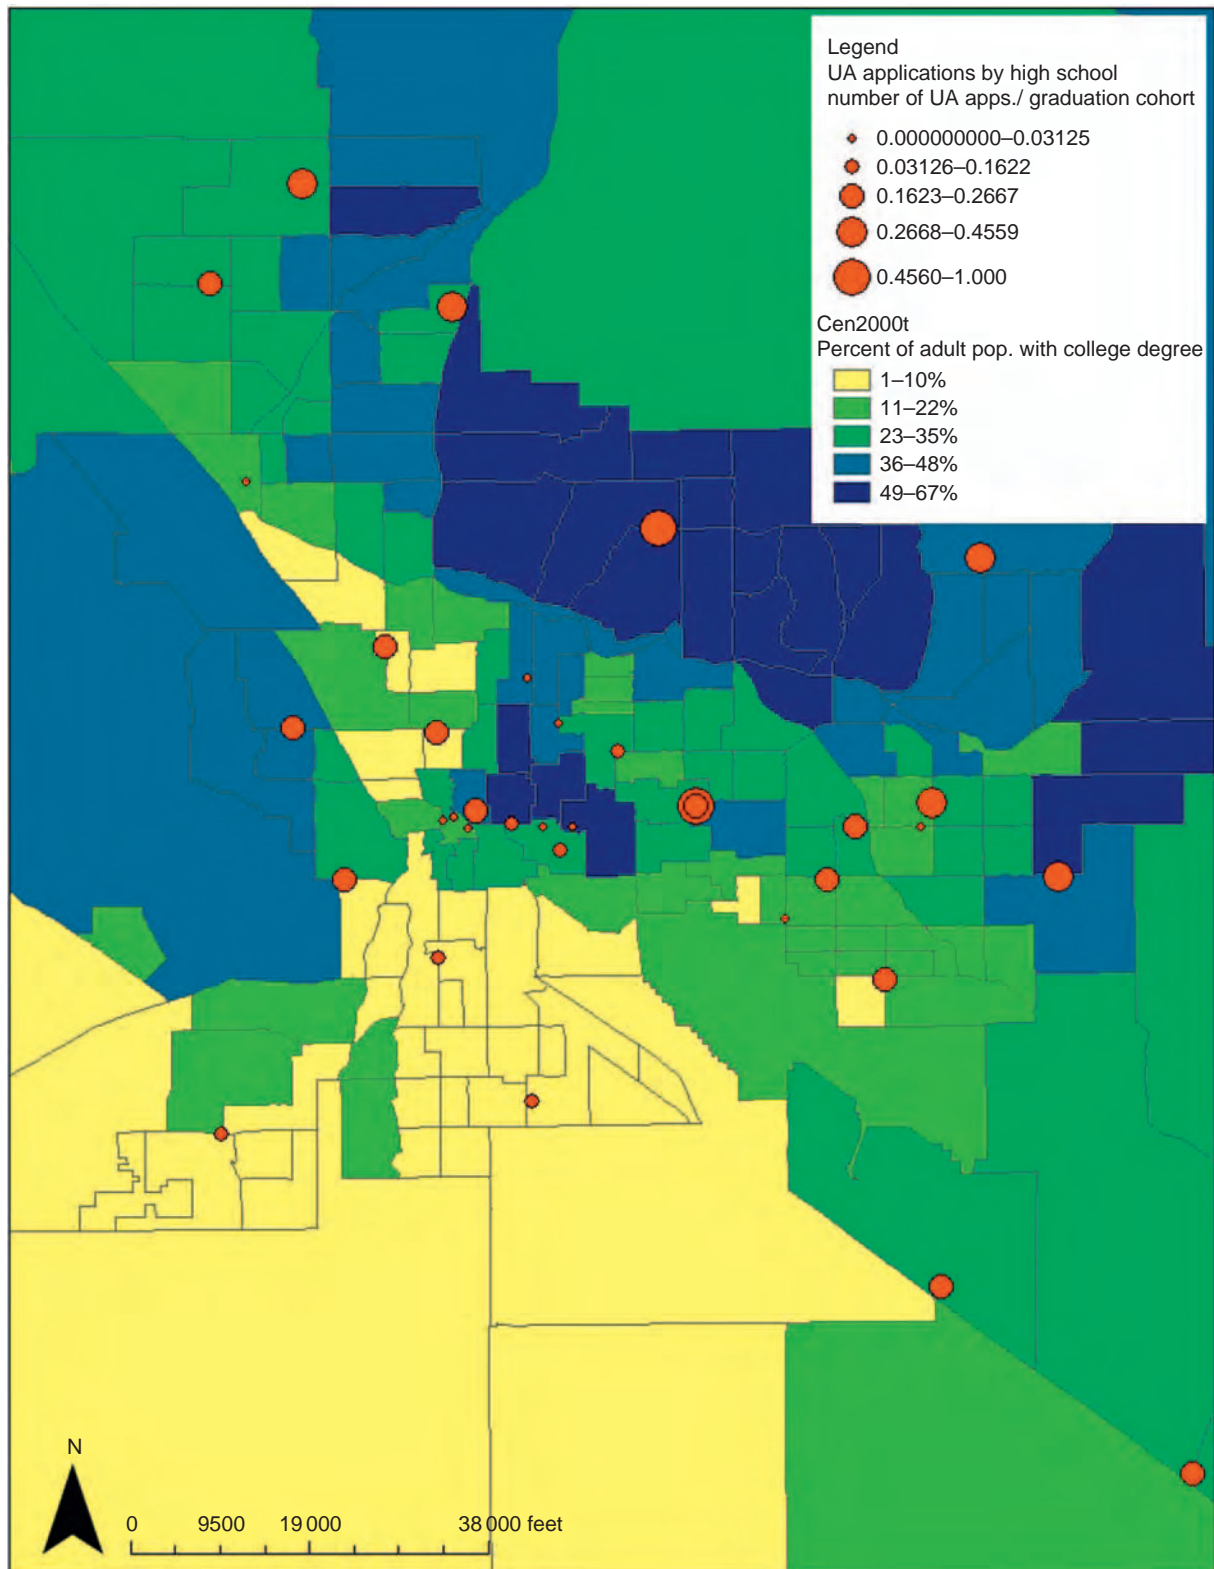 Legend
UA applications by high school
number of UA apps./ graduation cohort
0.000000000–0.03125
0.03126–0.1622
0.1623–0.2667
0.2668–0.4559
0.4560–1.000
Cen2000t
Percent of adult pop. with college degree
1–10%
11–22%
23–35%
36–48%
49–67%
N
0 9500 19 000 38 000 feet